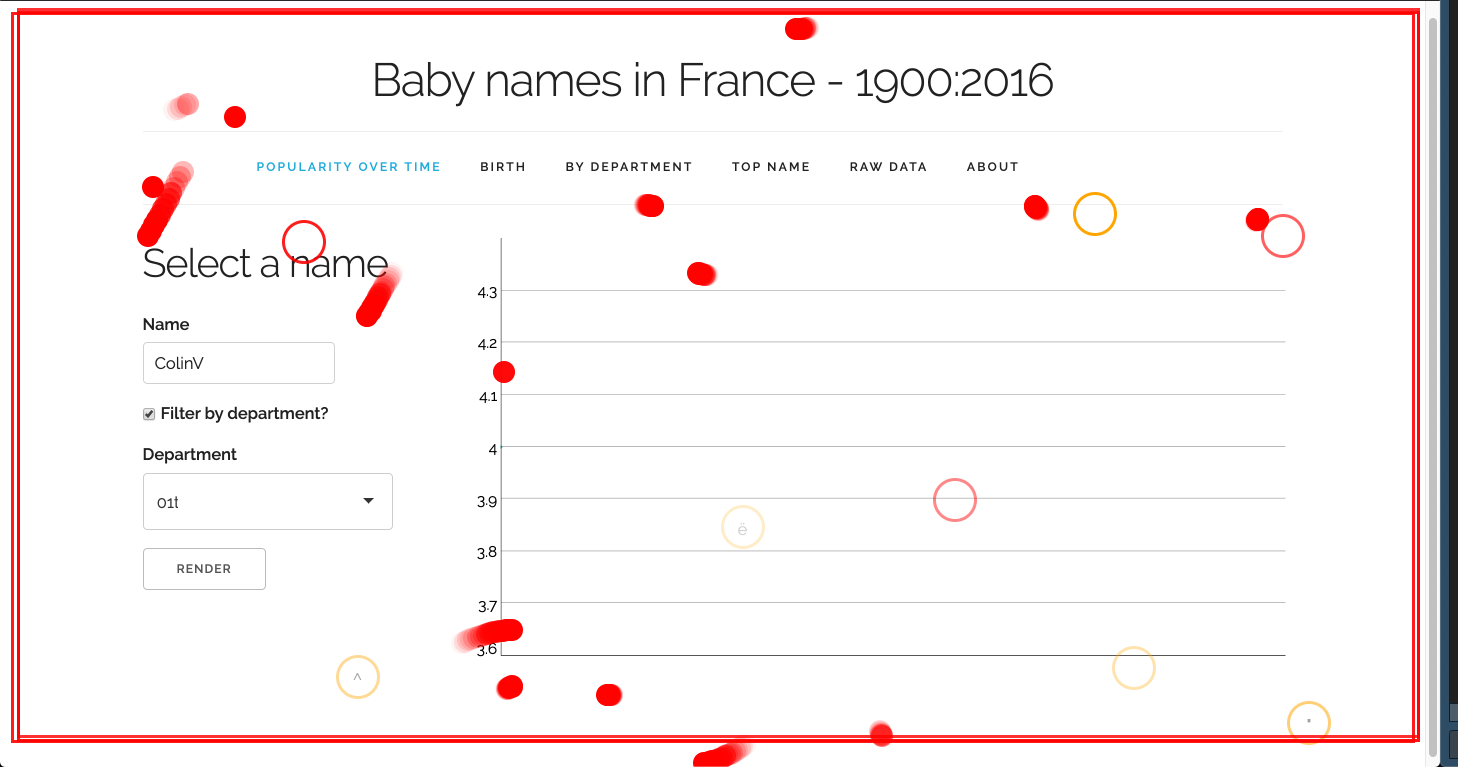 Baby names in France - 1900:2016
POPULARITY OVER TIME BIRTH BY DEPARTMENT TOP NAME RAW DATA ABOUT
Select a name
Name
ColinV
Filter by department?
Department
01t
RENDER
4.3
4.2
4.1
4
3.9
3.8
3.7
3.6
ë
^